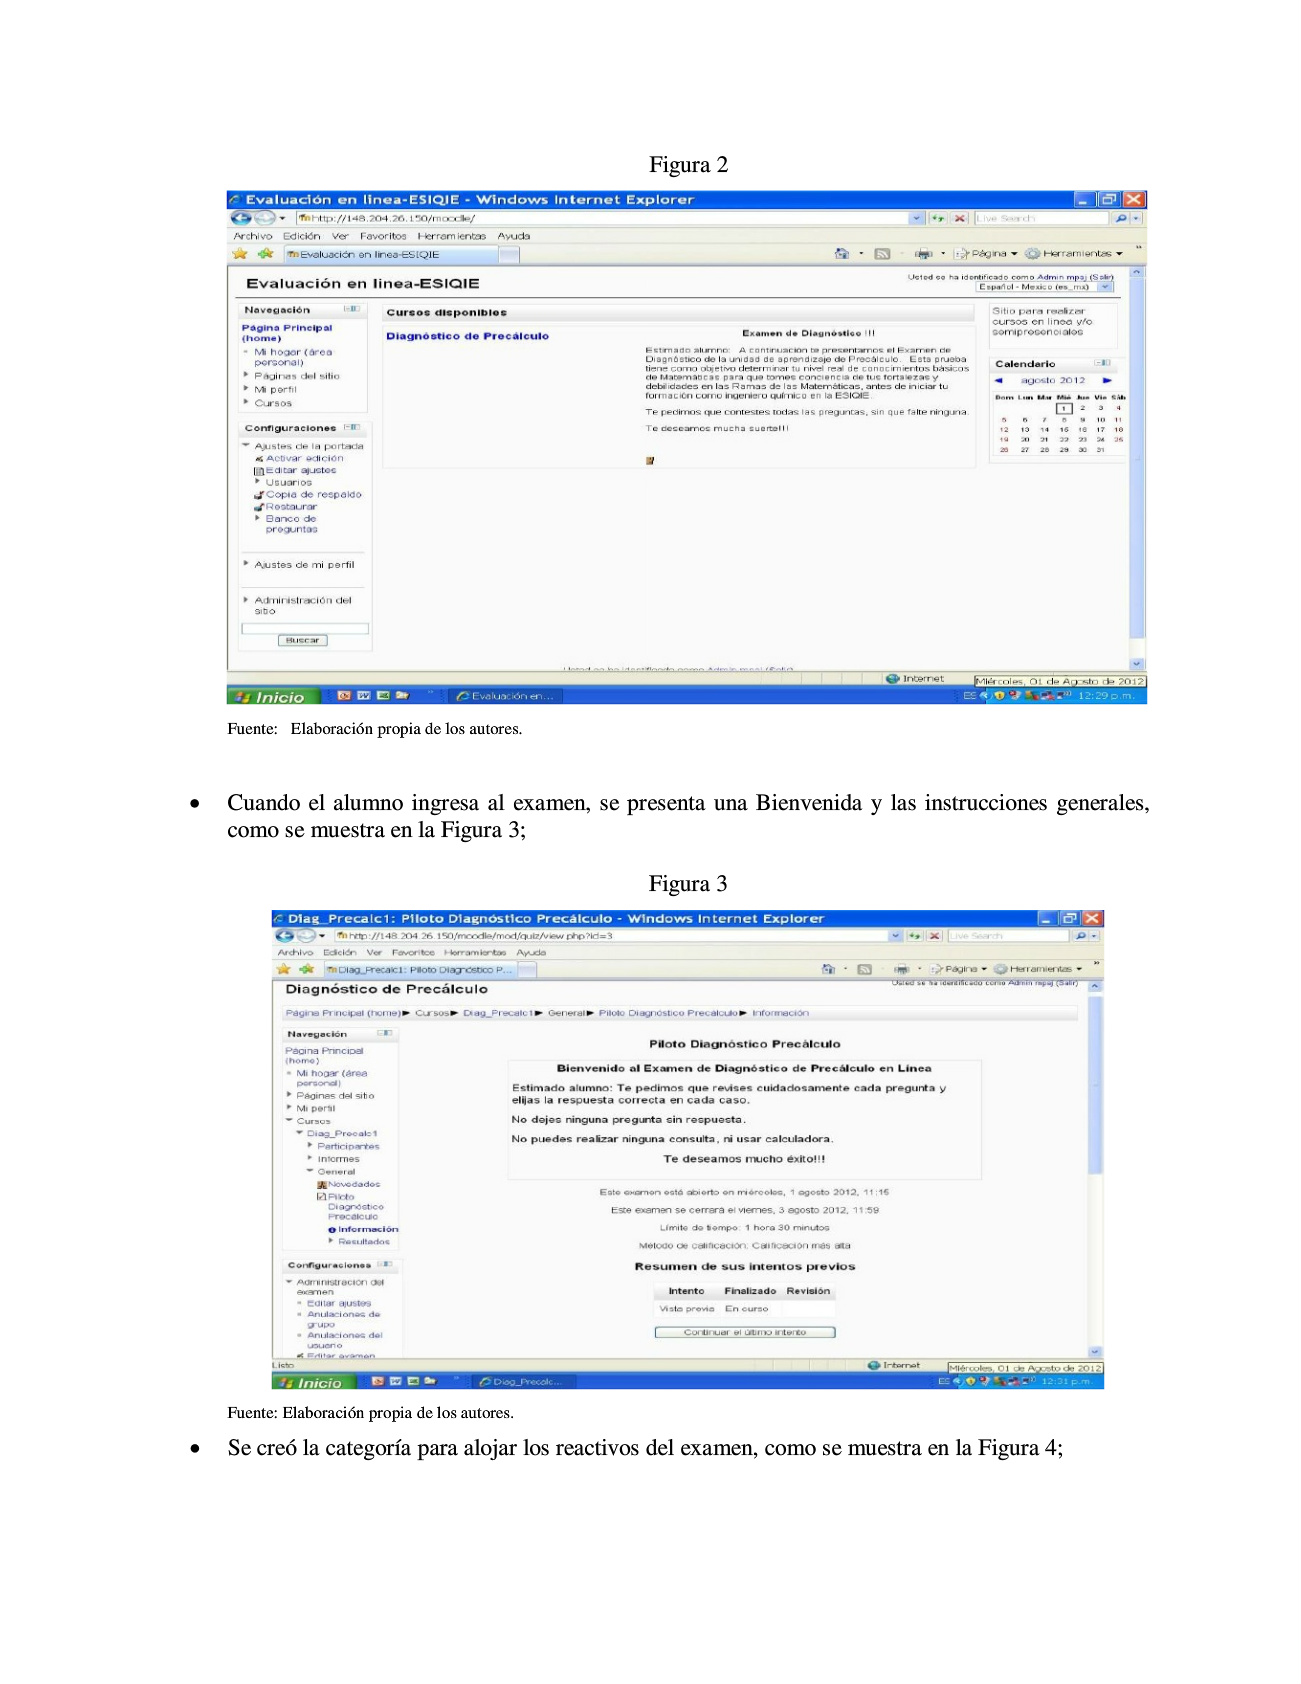 Figura 2
Evaluación en línea-ESIQIE - Windows Internet Explorer
http://148.204.26.150/moodle/
Live Search
Archivo Edición Ver Favoritos Herramientas Ayuda
Evaluación en línea-ESIQIE
Página Herramientas
Evaluación en línea-ESIQIE
Usted se ha identificado como Admin mpaj (Salir)
Español - Mexico (es_mx)
Navegación
Página Principal
(home)
Mi hogar (área
personal)
Páginas del sitio
Mi perfil
Cursos
Configuraciones
Ajustes de la portada
Activar edición
Editar ajustes
Usuarios
Copia de respaldo
Restaurar
Banco de
preguntas
Ajustes de mi perfil
Administración del
sitio
Buscar
Cursos disponibles
Diagnóstico de Precálculo
Examen de Diagnóstico !!!
Estimado alumno: A continuación te presentamos el Examen de
Diagnóstico de la unidad de aprendizaje de Precálculo. Esta prueba
tiene como objetivo determinar tu nivel real de conocimientos básicos
de Matemáticas para que tomes conciencia de tus fortalezas y
debilidades en las Ramas de las Matemáticas, antes de iniciar tu
formación como ingeniero químico en la ESIQIE.
Te pedimos que contestes todas las preguntas, sin que falte ninguna.
Te deseamos mucha suerte!!!
Sitio para realizar
cursos en línea y/o
semipresenciales
Calendario
agosto 2012
Dom Lun Mar Mié Jue Vie Sáb
1 2 3 4
5 6 7 8 9 10 11
12 13 14 15 16 17 18
19 20 21 22 23 24 25
26 27 28 29 30 31
Usted se ha identificado como Admin mpaj (Salir)
Internet
Miércoles, 01 de Agosto de 2012
Inicio
Evaluación en...
ES
12:29 p.m.
Fuente: Elaboración propia de los autores.
• Cuando el alumno ingresa al examen, se presenta una Bienvenida y las instrucciones generales,
como se muestra en la Figura 3;
Figura 3
Diag_Precalc1: Piloto Diagnóstico Precálculo - Windows Internet Explorer
http://148.204.26.150/moodle/mod/quiz/view.php?id=3
Live Search
Archivo Edición Ver Favoritos Herramientas Ayuda
Diag_Precalc1: Piloto Diagnóstico P...
Página Herramientas
Diagnóstico de Precálculo
Usted se ha identificado como Admin mpaj (Salir)
Página Principal (home) Cursos Diag_Precalc1 General Piloto Diagnóstico Precálculo Información
Navegación
Página Principal
(home)
Mi hogar (área
personal)
Páginas del sitio
Mi perfil
Cursos
Diag_Precalc1
Participantes
Informes
General
Novedades
Piloto
Diagnóstico
Precálculo
Información
Resultados
Configuraciones
Administración del
examen
Editar ajustes
Anulaciones de
grupo
Anulaciones del
usuario
Editar examen
Piloto Diagnóstico Precálculo
Bienvenido al Examen de Diagnóstico de Precálculo en Línea
Estimado alumno: Te pedimos que revises cuidadosamente cada pregunta y
elijas la respuesta correcta en cada caso.
No dejes ninguna pregunta sin respuesta.
No puedes realizar ninguna consulta, ni usar calculadora.
Te deseamos mucho éxito!!!
Este examen está abierto en miércoles, 1 agosto 2012, 11:15
Este examen se cerrará el viernes, 3 agosto 2012, 11:59
Límite de tiempo: 1 hora 30 minutos
Método de calificación: Calificación más alta
Resumen de sus intentos previos
Intento Finalizado Revisión
Vista previa En curso
Continuar el último intento
Listo
Internet
Miércoles, 01 de Agosto de 2012
Inicio
Diag_Precalc...
ES
12:31 p.m.
Fuente: Elaboración propia de los autores.
• Se creó la categoría para alojar los reactivos del examen, como se muestra en la Figura 4;